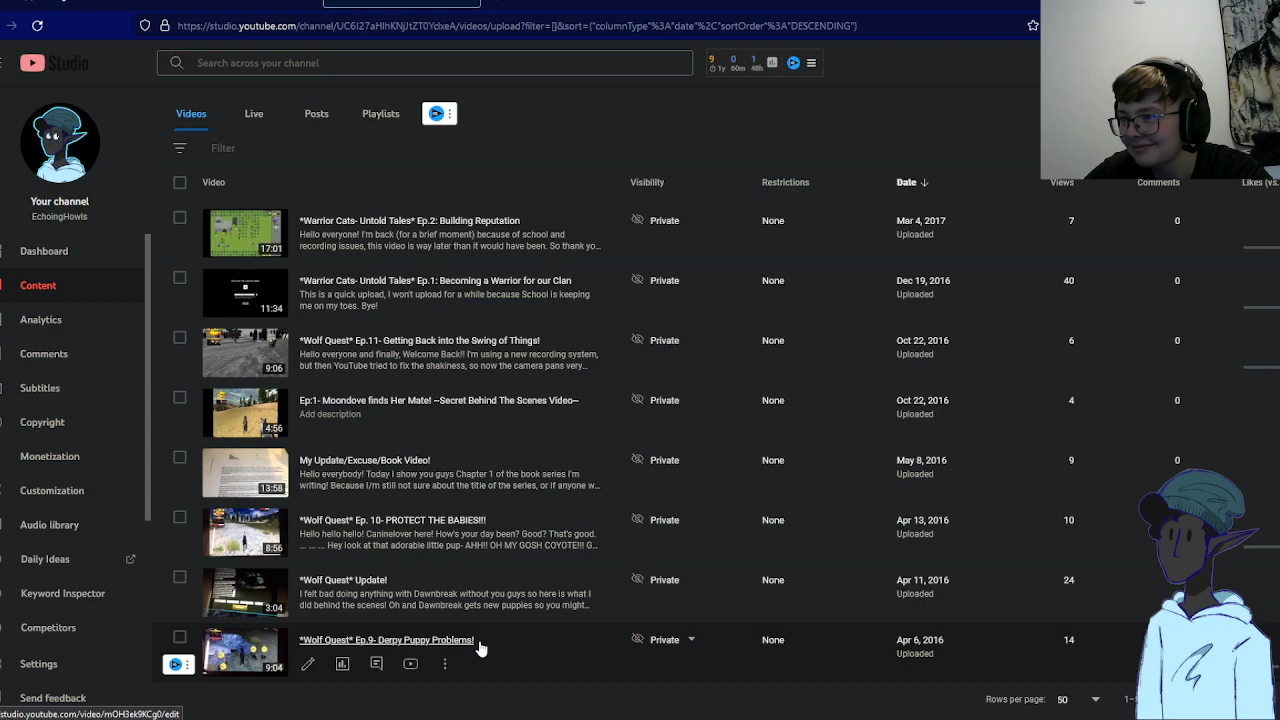 https://studio.youtube.com/channel/UC6IZ7aHIhKNjJtZT0YdxeA/videos/upload?filter=[]&sort={"columnType"%3A"date"%2C"sortOrder"%3A"DESCENDING"}
Studio
Search across your channel
9 0 1
1y 60m 48h
Videos Live Posts Playlists
Filter
Video Visibility Restrictions Date Views Comments Likes (vs.
Your channel
EchoingHowls
Dashboard
Content
Analytics
Comments
Subtitles
Copyright
Monetization
Customization
Audio library
Daily Ideas
Keyword Inspector
Competitors
Settings
Send feedback
*Warrior Cats- Untold Tales* Ep.2: Building Reputation Private None Mar 4, 2017 7 0
Hello everyone! I'm back (for a brief moment) because of school and Uploaded
recording issues, this video is way later than it would have been. So thank yo...
17:01
*Warrior Cats- Untold Tales* Ep.1: Becoming a Warrior for our Clan Private None Dec 19, 2016 40 0
This is a quick upload, I won't upload for a while because School is keeping Uploaded
me on my toes. Bye!
11:34
*Wolf Quest* Ep.11- Getting Back into the Swing of Things! Private None Oct 22, 2016 6 0
Hello everyone and finally, Welcome Back!! I'm using a new recording system, Uploaded
but then YouTube tried to fix the shakiness, so now the camera pans very...
9:06
Ep:1- Moondove finds Her Mate! ~Secret Behind The Scenes Video~ Private None Oct 22, 2016 4 0
Add description Uploaded
4:56
My Update/Excuse/Book Video! Private None May 8, 2016 9 0
Hello everybody! Today I show you guys Chapter 1 of the book series I'm Uploaded
writing! Because I/m still not sure about the title of the series, or if anyone w...
13:58
*Wolf Quest* Ep. 10- PROTECT THE BABIES!!! Private None Apr 13, 2016 10 0
Hello hello hello! Caninelover here! How's your day been? Good? That's good. Uploaded
... ... ... Hey look at that adorable little pup- AHH!! OH MY GOSH COYOTE!!! G...
8:56
*Wolf Quest* Update! Private None Apr 11, 2016 24 0
I felt bad doing anything with Dawnbreak without you guys so here is what I Uploaded
did behind the scenes! Oh and Dawnbreak gets new puppies so you might...
3:04
*Wolf Quest* Ep.9- Derpy Puppy Problems! Private None Apr 6, 2016 14
Uploaded
9:04
Rows per page: 50 1–
studio.youtube.com/video/mOH3ek9KCg0/edit